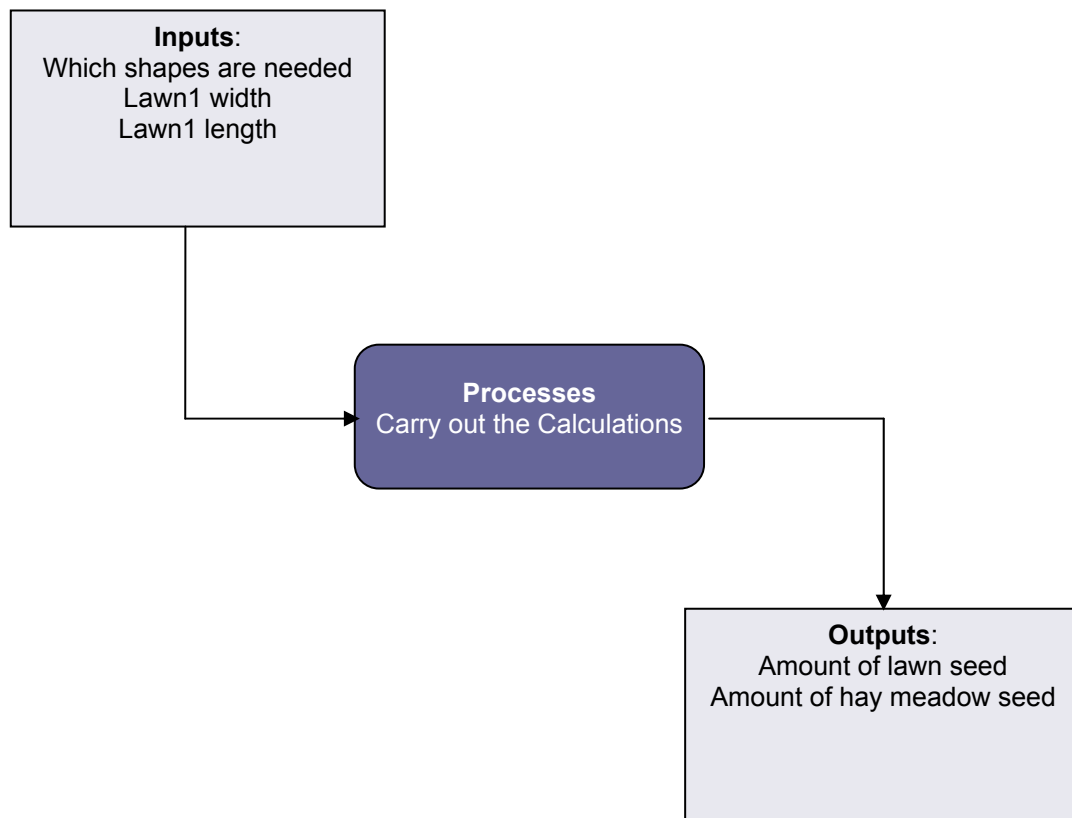 Inputs:
Which shapes are needed
Lawn1 width
Lawn1 length
Processes
Carry out the Calculations
Outputs:
Amount of lawn seed
Amount of hay meadow seed